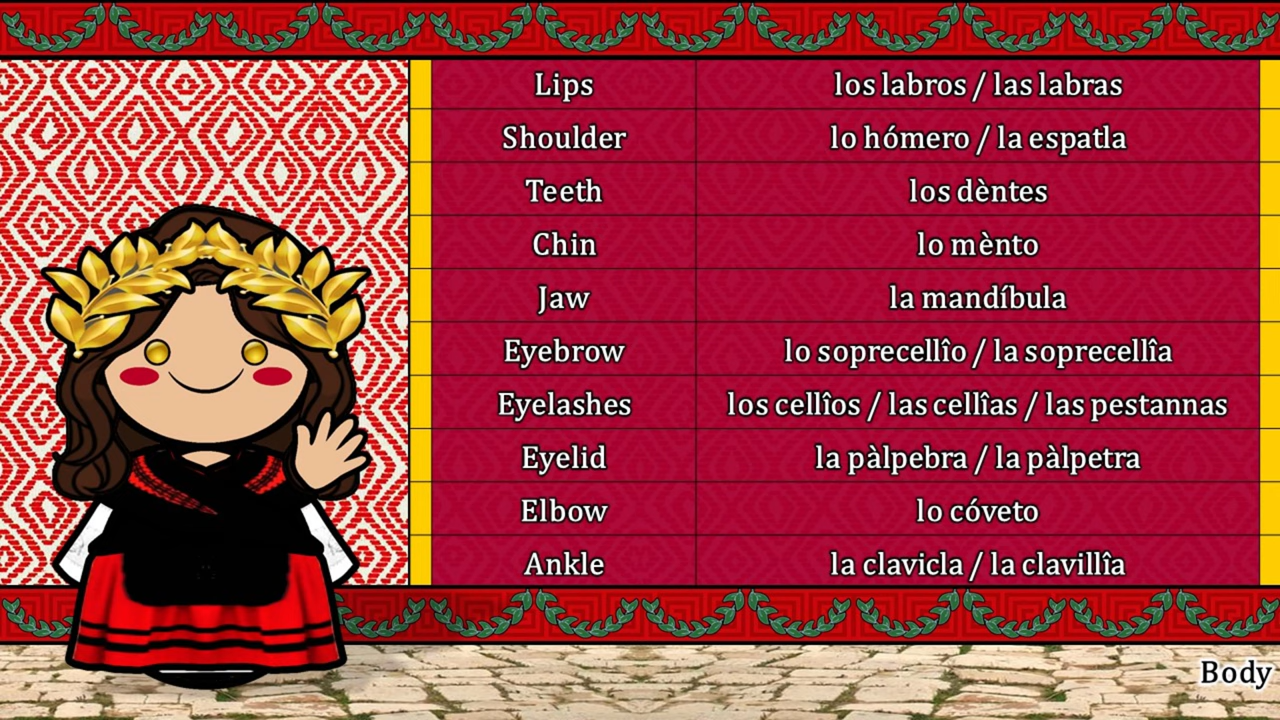 Lips los labros / las labras
Shoulder lo hómero / la espatla
Teeth los dèntes
Chin lo mènto
Jaw la mandíbula
Eyebrow lo soprecellîo / la soprecellîa
Eyelashes los cellîos / las cellîas / las pestannas
Eyelid la pàlpebra / la pàlpetra
Elbow lo cóveto
Ankle la clavicla / la clavillîa
Body